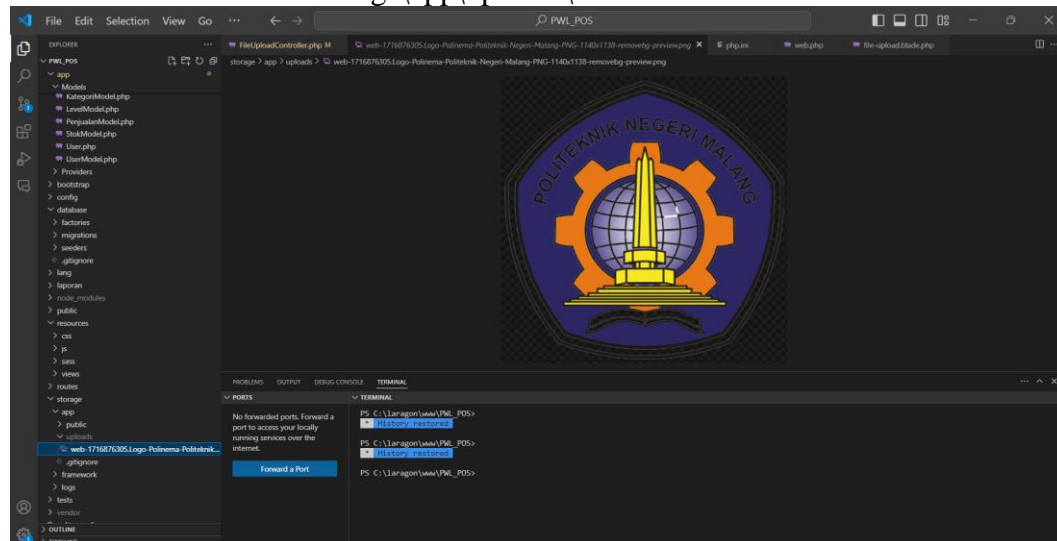 File Edit Selection View Go ... PWL_POS
EXPLORER ...
FileUploadController.php M
web-1716876305.Logo-Polinema-Politeknik-Negeri-Malang-PNG-1140x1138-removebg-preview.png
php.ini
web.php
file-upload.blade.php
storage > app > uploads > web-1716876305.Logo-Polinema-Politeknik-Negeri-Malang-PNG-1140x1138-removebg-preview.png
PWL_POS
app
Models
KategoriModel.php
LevelModel.php
PenjualanModel.php
StokModel.php
User.php
UserModel.php
Providers
bootstrap
config
database
factories
migrations
seeders
.gitignore
lang
laporan
node_modules
public
resources
css
js
sass
views
routes
storage
app
public
uploads
web-1716876305.Logo-Polinema-Politeknik...
.gitignore
framework
logs
tests
vendor
OUTLINE
POLITEKNIK NEGERI MALANG
PROBLEMS OUTPUT DEBUG CONSOLE TERMINAL
PORTS
No forwarded ports. Forward a
port to access your locally
running services over the
internet.
Forward a Port
TERMINAL
PS C:\laragon\www\PWL_POS>
* History restored
PS C:\laragon\www\PWL_POS>
* History restored
PS C:\laragon\www\PWL_POS>